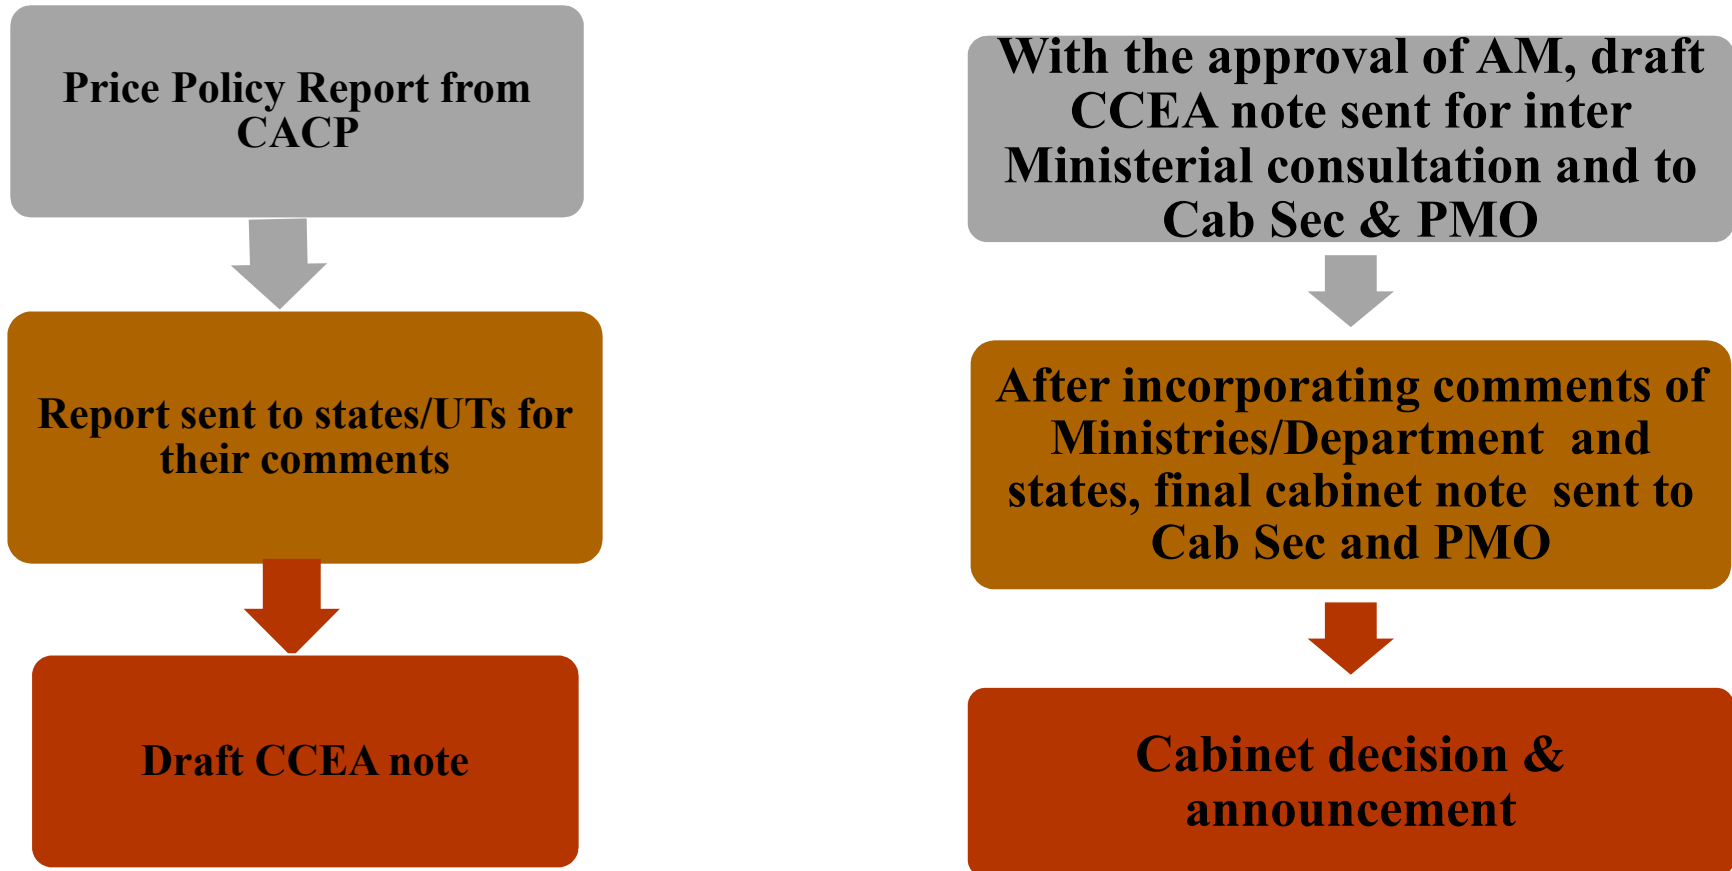 Price Policy Report from
CACP
Report sent to states/UTs for
their comments
Draft CCEA note
With the approval of AM, draft
CCEA note sent for inter
Ministerial consultation and to
Cab Sec & PMO
After incorporating comments of
Ministries/Department and
states, final cabinet note sent to
Cab Sec and PMO
Cabinet decision &
announcement